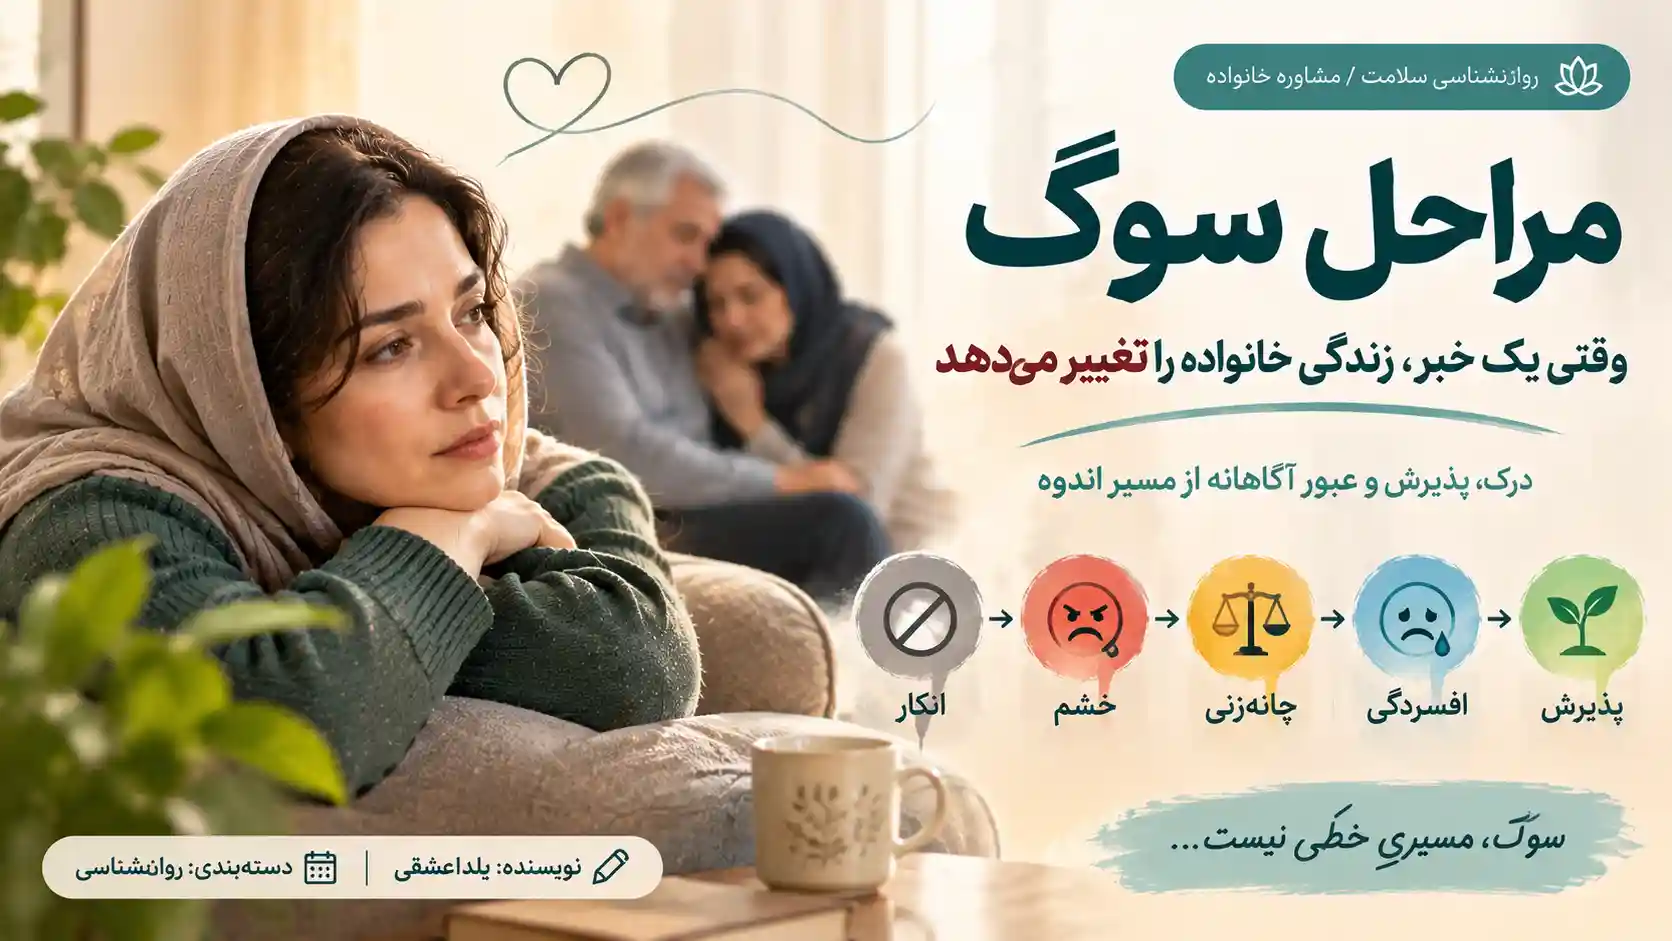 روانشناسی سلامت / مشاوره خانواده
مراحل سوگ
وقتی یک خبر، زندگی خانواده را تغییر می‌دهد
درک، پذیرش و عبور آگاهانه از مسیر اندوه
انکار
خشم
چانه‌زنی
افسردگی
پذیرش
سوگ، مسیریِ خطی نیست...
نویسنده: یلداعشقی
دسته‌بندی: روانشناسی